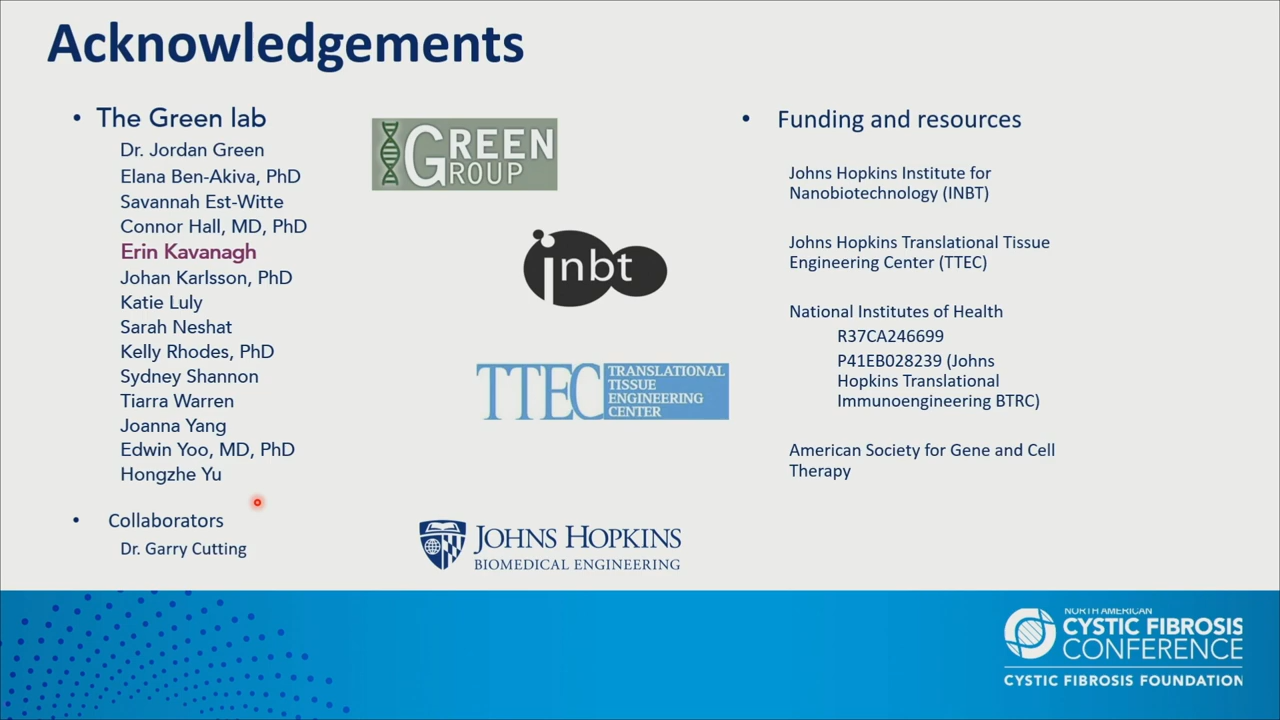 Acknowledgements
• The Green lab
Dr. Jordan Green
Elana Ben-Akiva, PhD
Savannah Est-Witte
Connor Hall, MD, PhD
Erin Kavanagh
Johan Karlsson, PhD
Katie Luly
Sarah Neshat
Kelly Rhodes, PhD
Sydney Shannon
Tiarra Warren
Joanna Yang
Edwin Yoo, MD, PhD
Hongzhe Yu
• Collaborators
Dr. Garry Cutting
GREEN
GROUP
inbt
TTEC
TRANSLATIONAL
TISSUE
ENGINEERING
CENTER
JOHNS HOPKINS
BIOMEDICAL ENGINEERING
• Funding and resources
Johns Hopkins Institute for
Nanobiotechnology (INBT)
Johns Hopkins Translational Tissue
Engineering Center (TTEC)
National Institutes of Health
R37CA246699
P41EB028239 (Johns
Hopkins Translational
Immunoengineering BTRC)
American Society for Gene and Cell
Therapy
NORTH AMERICAN
CYSTIC FIBROSIS
CONFERENCE
CYSTIC FIBROSIS FOUNDATION